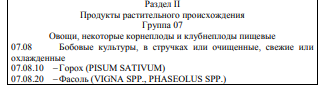 Раздел II
Продукты растительного происхождения
Группа 07
Овощи, некоторые корнеплоды и клубнеплоды пищевые
07.08 Бобовые культуры, в стручках или очищенные, свежие или
охлажденные
07.08.10 –Горох (PISUM SATIVUM)
07.08.20 –Фасоль (VIGNA SPP., PHASEOLUS SPP.)